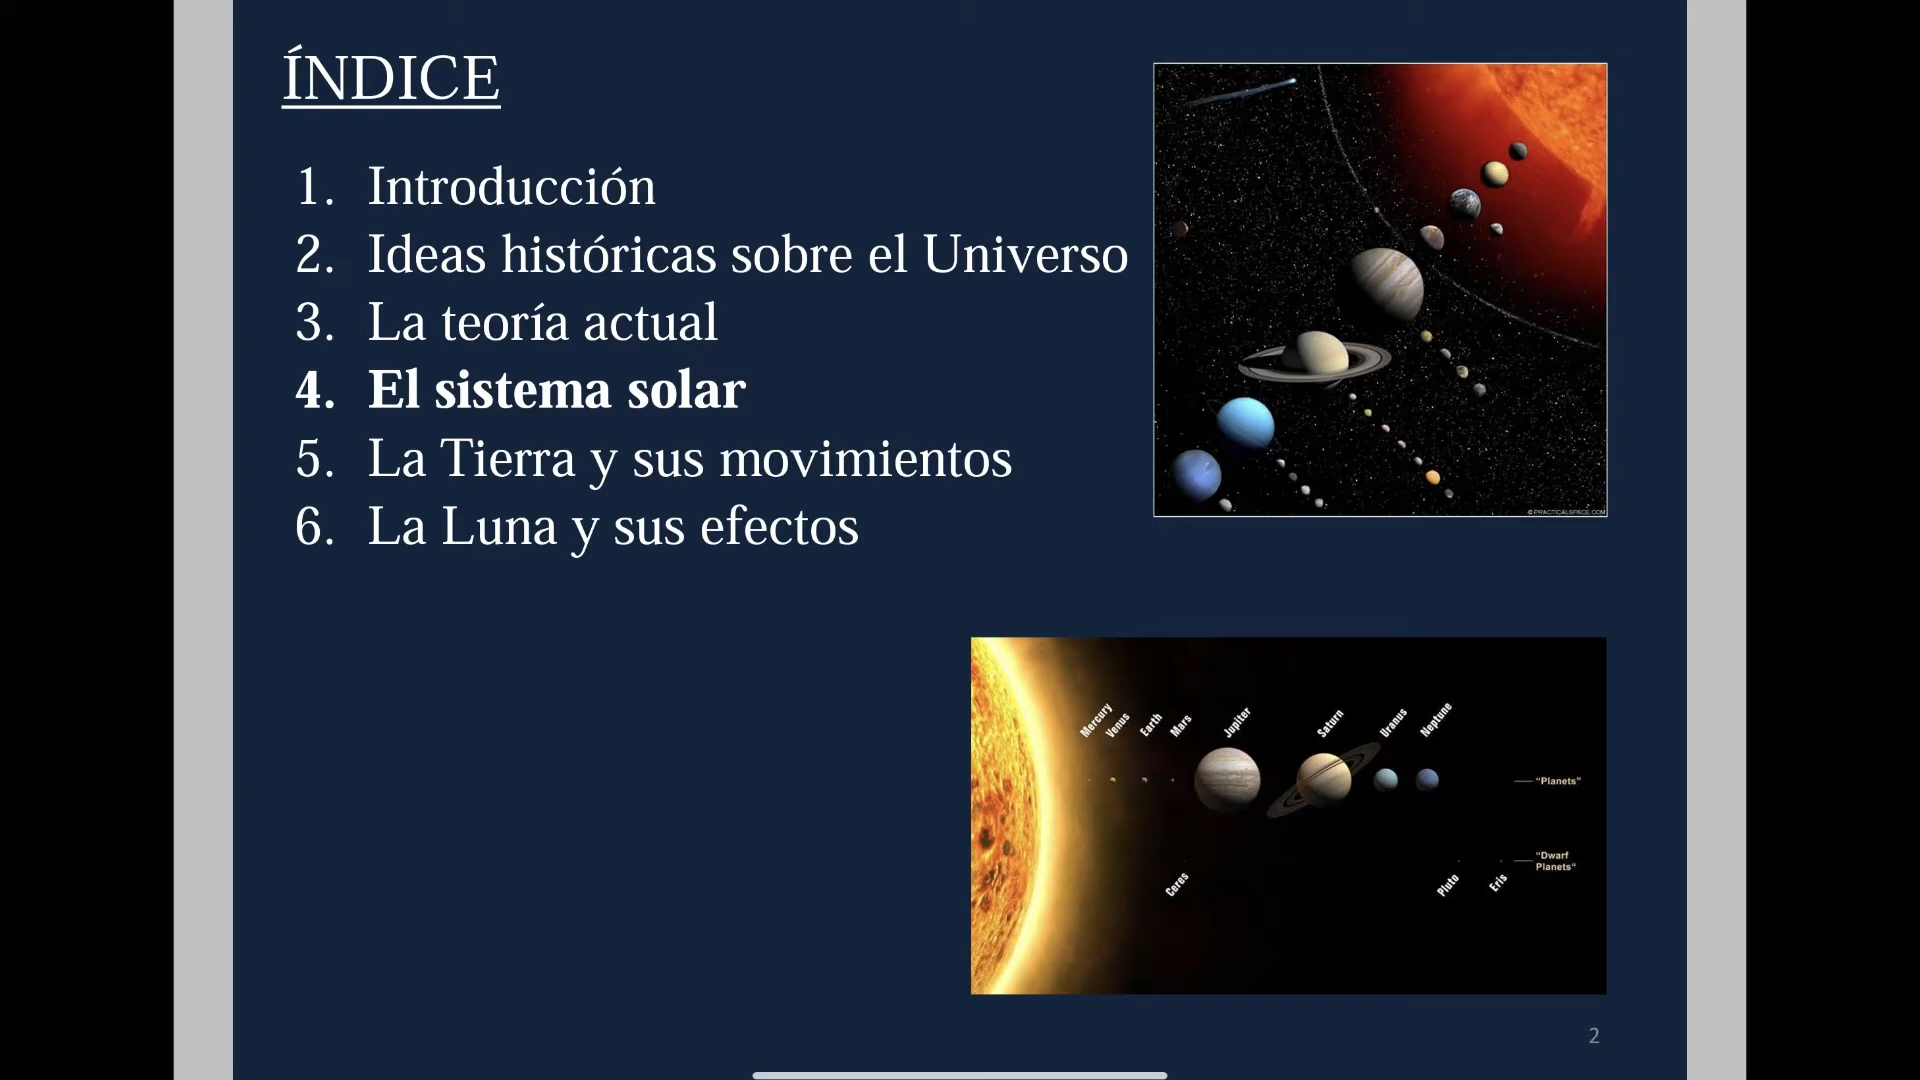 ÍNDICE
1. Introducción
2. Ideas históricas sobre el Universo
3. La teoría actual
4. El sistema solar
5. La Tierra y sus movimientos
6. La Luna y sus efectos
© PRACTICALSPACE.COM
Mercury
Venus
Earth
Mars
Jupiter
Saturn
Uranus
Neptune
"Planets"
"Dwarf
Planets"
Ceres
Pluto
Eris
2